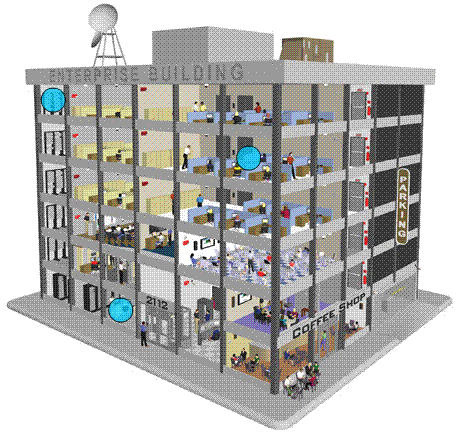 ENTERPRISE BUILDING
PARKING
2112
COFFEE SHOP